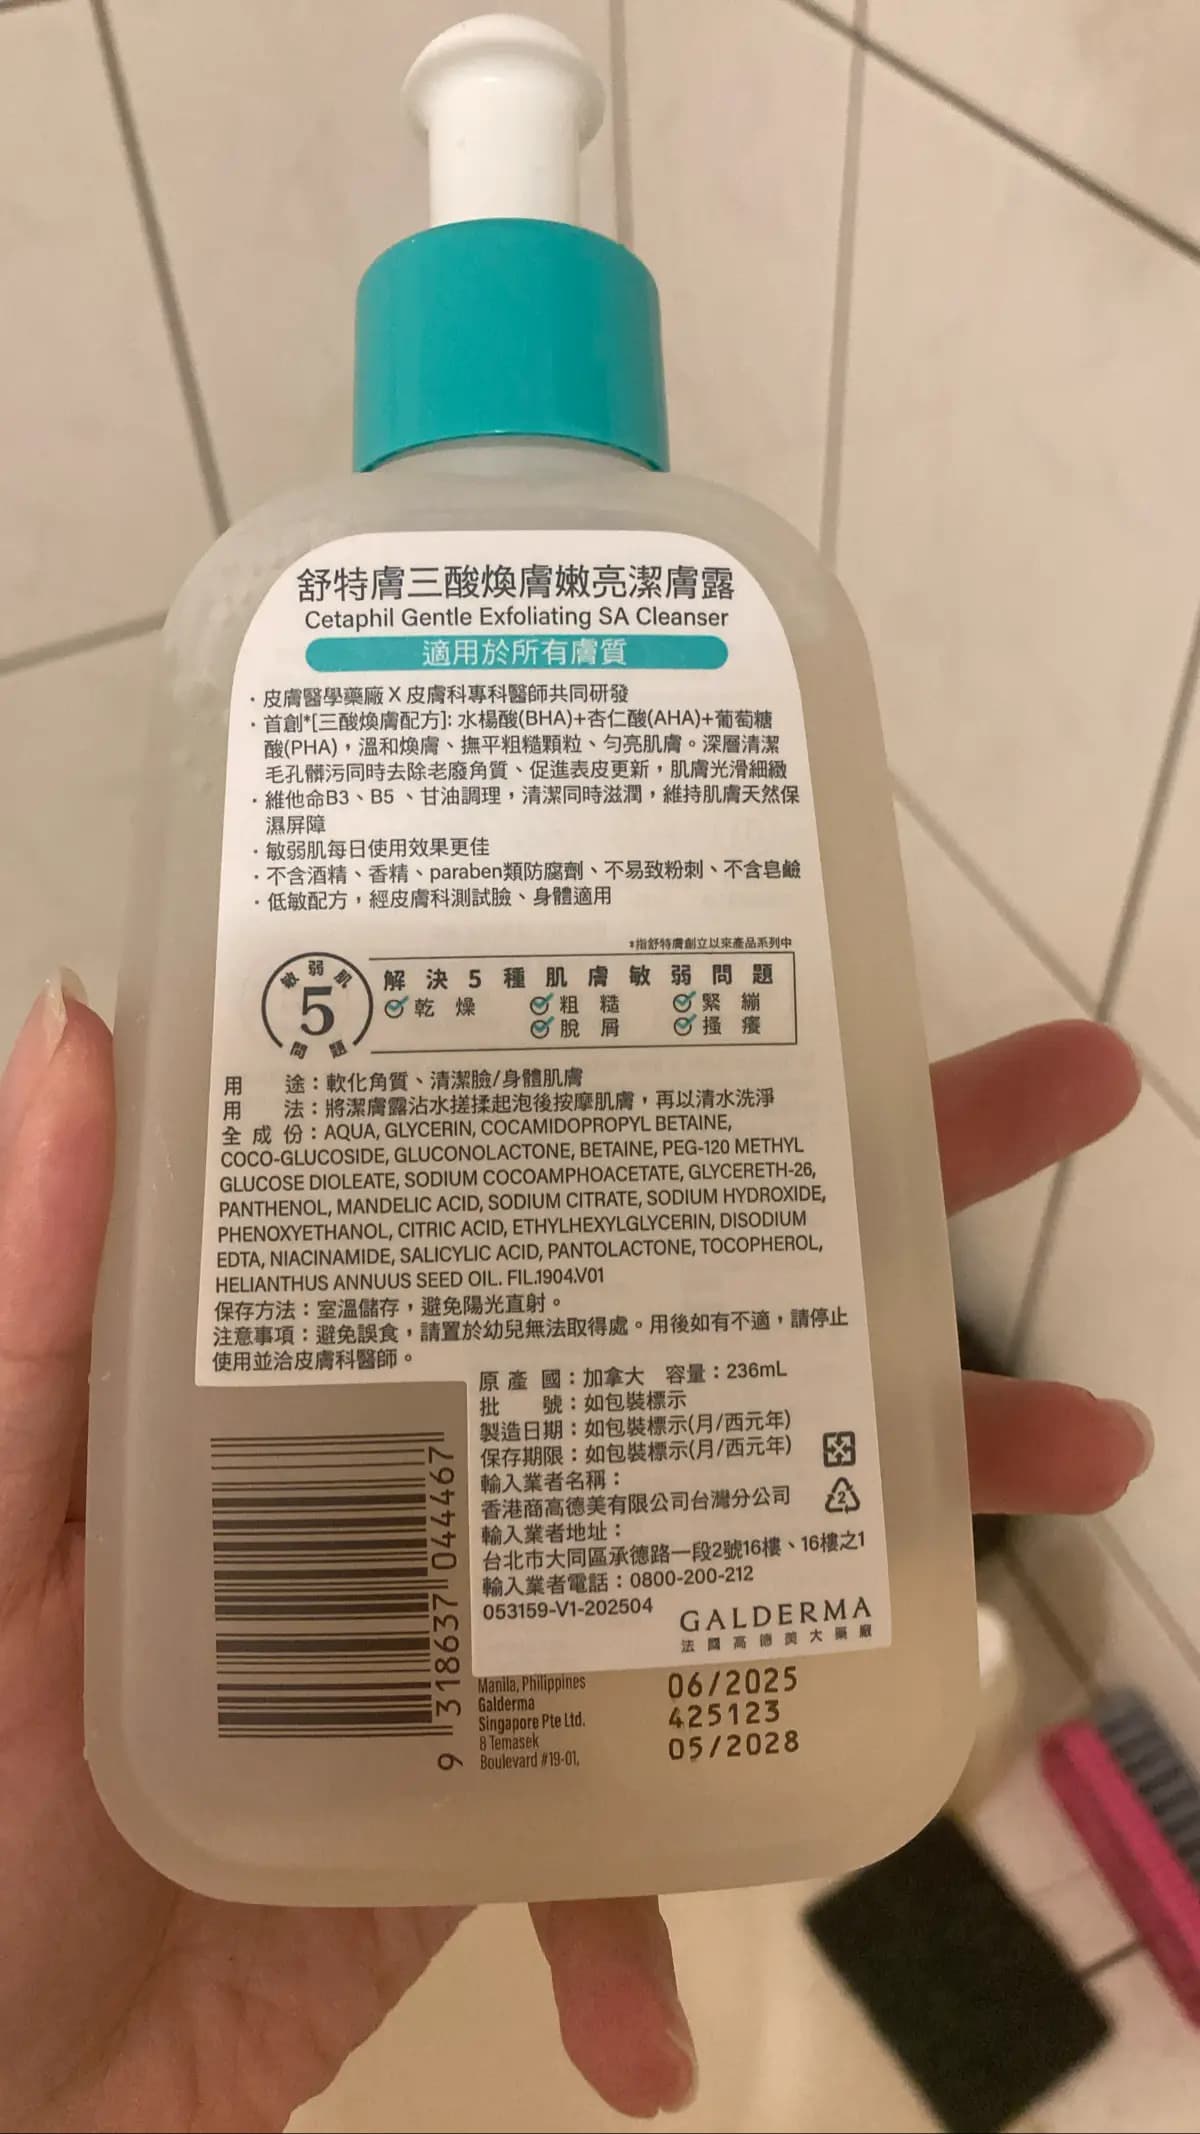 舒特膚三酸煥膚嫩亮潔膚露
Cetaphil Gentle Exfoliating SA Cleanser
適用於所有膚質
·皮膚醫學藥廠 X 皮膚科專科醫師共同研發
·首創*[三酸煥膚配方]: 水楊酸(BHA)+杏仁酸(AHA)+葡萄糖
酸(PHA)，溫和煥膚、撫平粗糙顆粒、勻亮肌膚。深層清潔
毛孔髒污同時去除老廢角質、促進表皮更新，肌膚光滑細緻
·維他命B3、B5 、甘油調理，清潔同時滋潤，維持肌膚天然保
濕屏障
·敏弱肌每日使用效果更佳
·不含酒精、香精、paraben類防腐劑、不易致粉刺、不含皂鹼
·低敏配方，經皮膚科測試臉、身體適用
*指舒特膚創立以來產品系列中
敏弱肌
5
問題
解決5種肌膚敏弱問題
乾燥 粗糙 緊繃
脫屑 搔癢
用 途：軟化角質、清潔臉/身體肌膚
用 法：將潔膚露沾水搓揉起泡後按摩肌膚，再以清水洗淨
全 成 份：AQUA, GLYCERIN, COCAMIDOPROPYL BETAINE,
COCO-GLUCOSIDE, GLUCONOLACTONE, BETAINE, PEG-120 METHYL
GLUCOSE DIOLEATE, SODIUM COCOAMPHOACETATE, GLYCERETH-26,
PANTHENOL, MANDELIC ACID, SODIUM CITRATE, SODIUM HYDROXIDE,
PHENOXYETHANOL, CITRIC ACID, ETHYLHEXYLGLYCERIN, DISODIUM
EDTA, NIACINAMIDE, SALICYLIC ACID, PANTOLACTONE, TOCOPHEROL,
HELIANTHUS ANNUUS SEED OIL. FIL.1904.V01
保存方法：室溫儲存，避免陽光直射。
注意事項：避免誤食，請置於幼兒無法取得處。用後如有不適，請停止
使用並洽皮膚科醫師。
原 產 國：加拿大 容量：236mL
批 號：如包裝標示
製造日期：如包裝標示(月/西元年)
保存期限：如包裝標示(月/西元年)
輸入業者名稱：
香港商高德美有限公司台灣分公司
輸入業者地址：
台北市大同區承德路一段2號16樓、16樓之1
輸入業者電話：0800-200-212
053159-V1-202504
2
GALDERMA
法國高德美大藥廠
9 318637 044467
Manila, Philippines
Galderma
Singapore Pte Ltd.
8 Temasek
Boulevard #19-01,
06/2025
425123
05/2028